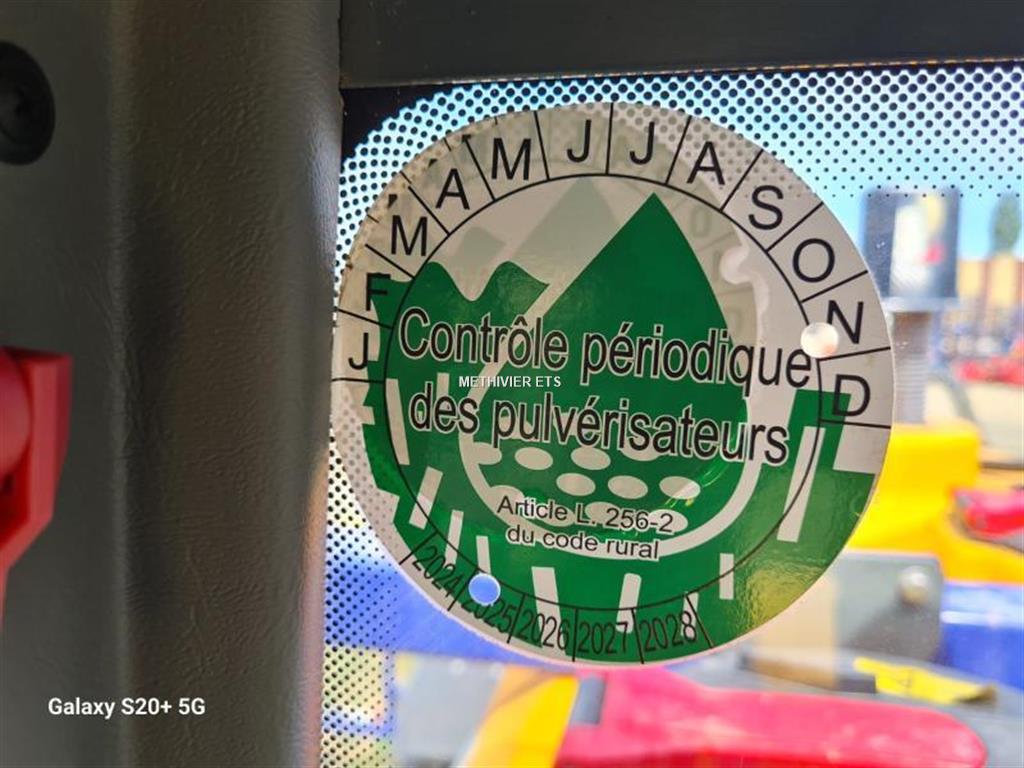 J F M A M J J A S O N D
Contrôle périodique
METHIVIER ETS
des pulvérisateurs
Article L. 256-2
du code rural
2024 2025 2026 2027 2028
Galaxy S20+ 5G